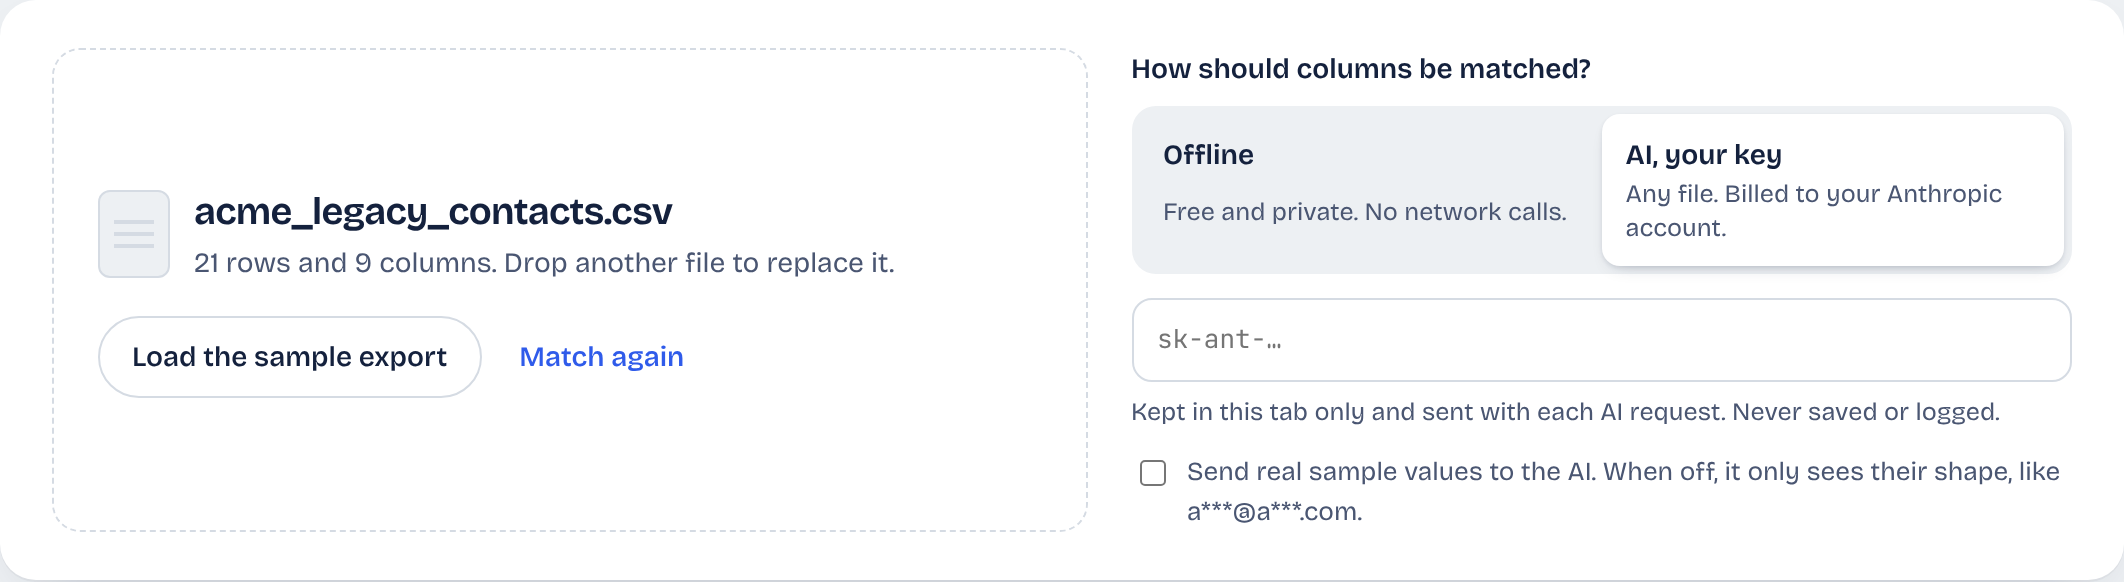 acme_legacy_contacts.csv
21 rows and 9 columns. Drop another file to replace it.
Load the sample export
Match again
How should columns be matched?
Offline
Free and private. No network calls.
AI, your key
Any file. Billed to your Anthropic
account.
sk-ant-…
Kept in this tab only and sent with each AI request. Never saved or logged.
Send real sample values to the AI. When off, it only sees their shape, like
a***@a***.com.